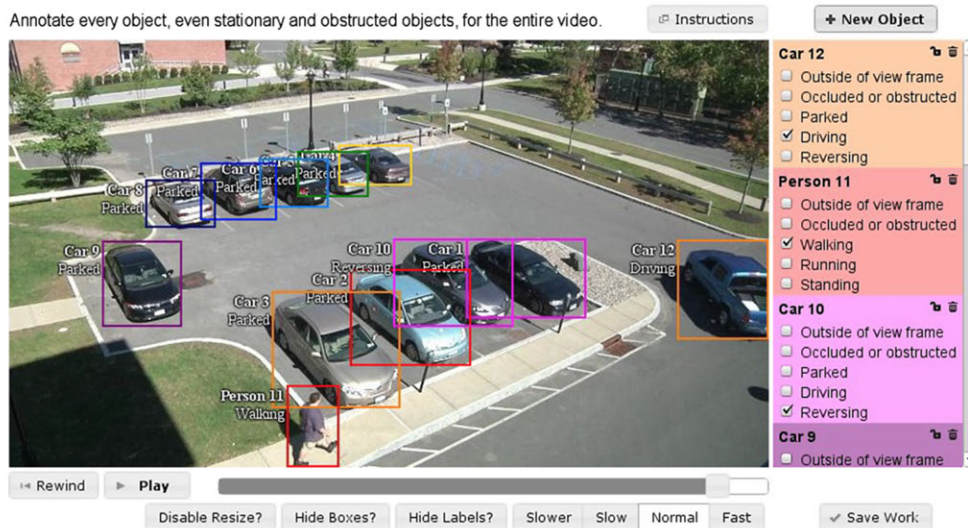 Annotate every object, even stationary and obstructed objects, for the entire video.
Instructions
+ New Object
Car 12
Outside of view frame
Occluded or obstructed
Parked
Driving
Reversing
Person 11
Outside of view frame
Occluded or obstructed
Walking
Running
Standing
Car 10
Outside of view frame
Occluded or obstructed
Parked
Driving
Reversing
Car 9
Outside of view frame
Car 7
Parked
Car 6
Parked
Parked
Parked
Car 8
Parked
Car 9
Parked
Car 10
Reversing
Car 1
Parked
Car 12
Driving
Car 2
Parked
Car 3
Parked
Person 11
Walking
Rewind
Play
Disable Resize?
Hide Boxes?
Hide Labels?
Slower
Slow
Normal
Fast
Save Work